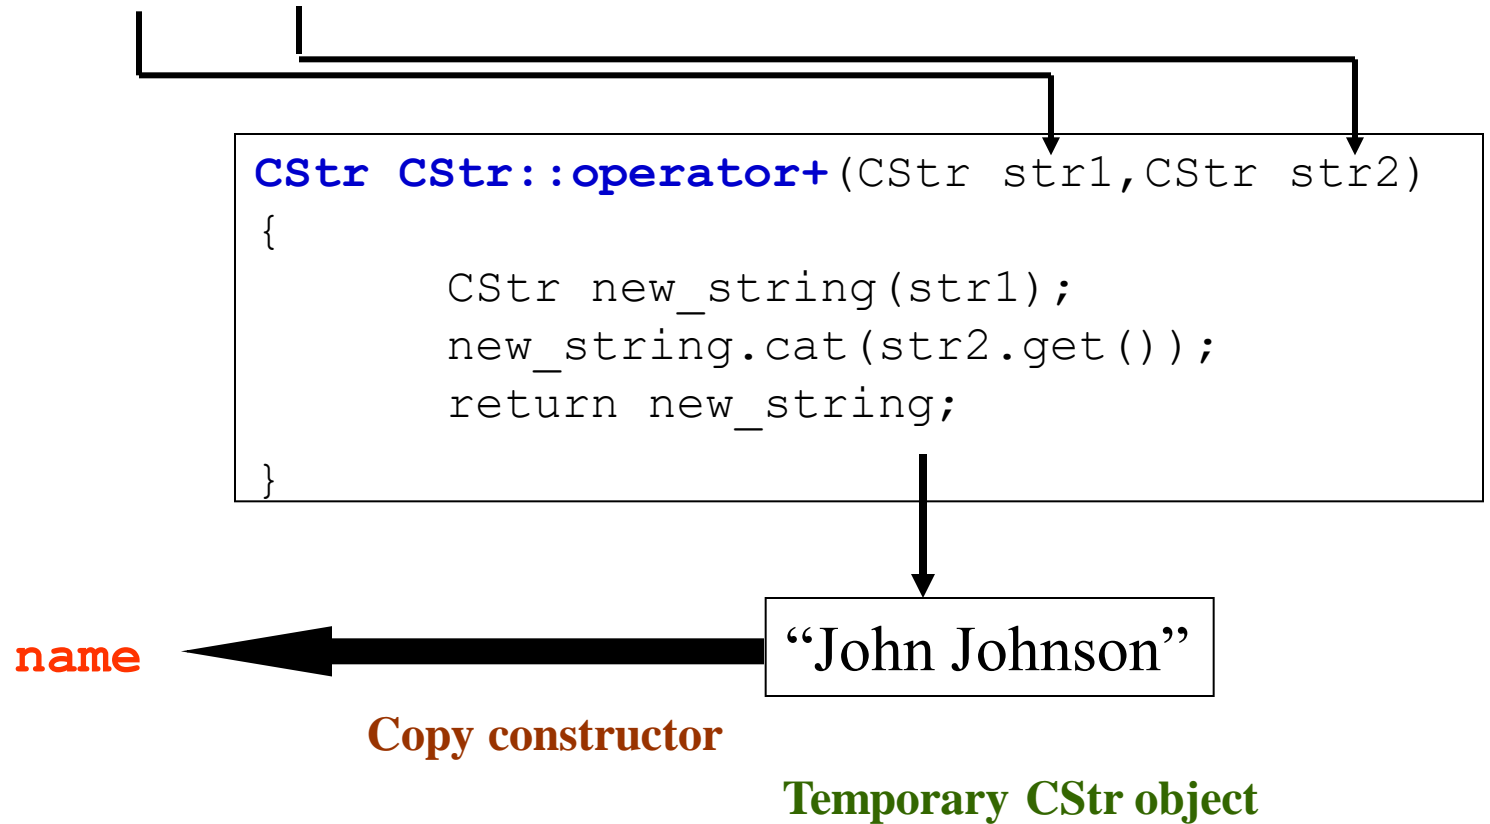 CStr CStr::operator+(CStr str1,CStr str2)
{
CStr new_string(str1);
new_string.cat(str2.get());
return new_string;
}
“John Johnson”
name
Copy constructor
Temporary CStr object